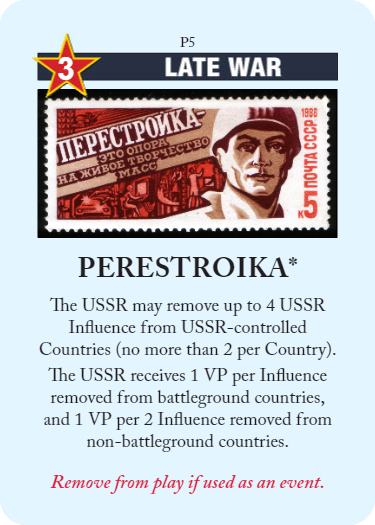 P5
3
LATE WAR
ПЕРЕСТРОЙКА-
ЭТО ОПОРА
НА ЖИВОЕ ТВОРЧЕСТВО
МАСС
1988
ПОЧТА СССР
5
К
PERESTROIKA*
The USSR may remove up to 4 USSR
Influence from USSR-controlled
Countries (no more than 2 per Country).
The USSR receives 1 VP per Influence
removed from battleground countries,
and 1 VP per 2 Influence removed from
non-battleground countries.
Remove from play if used as an event.